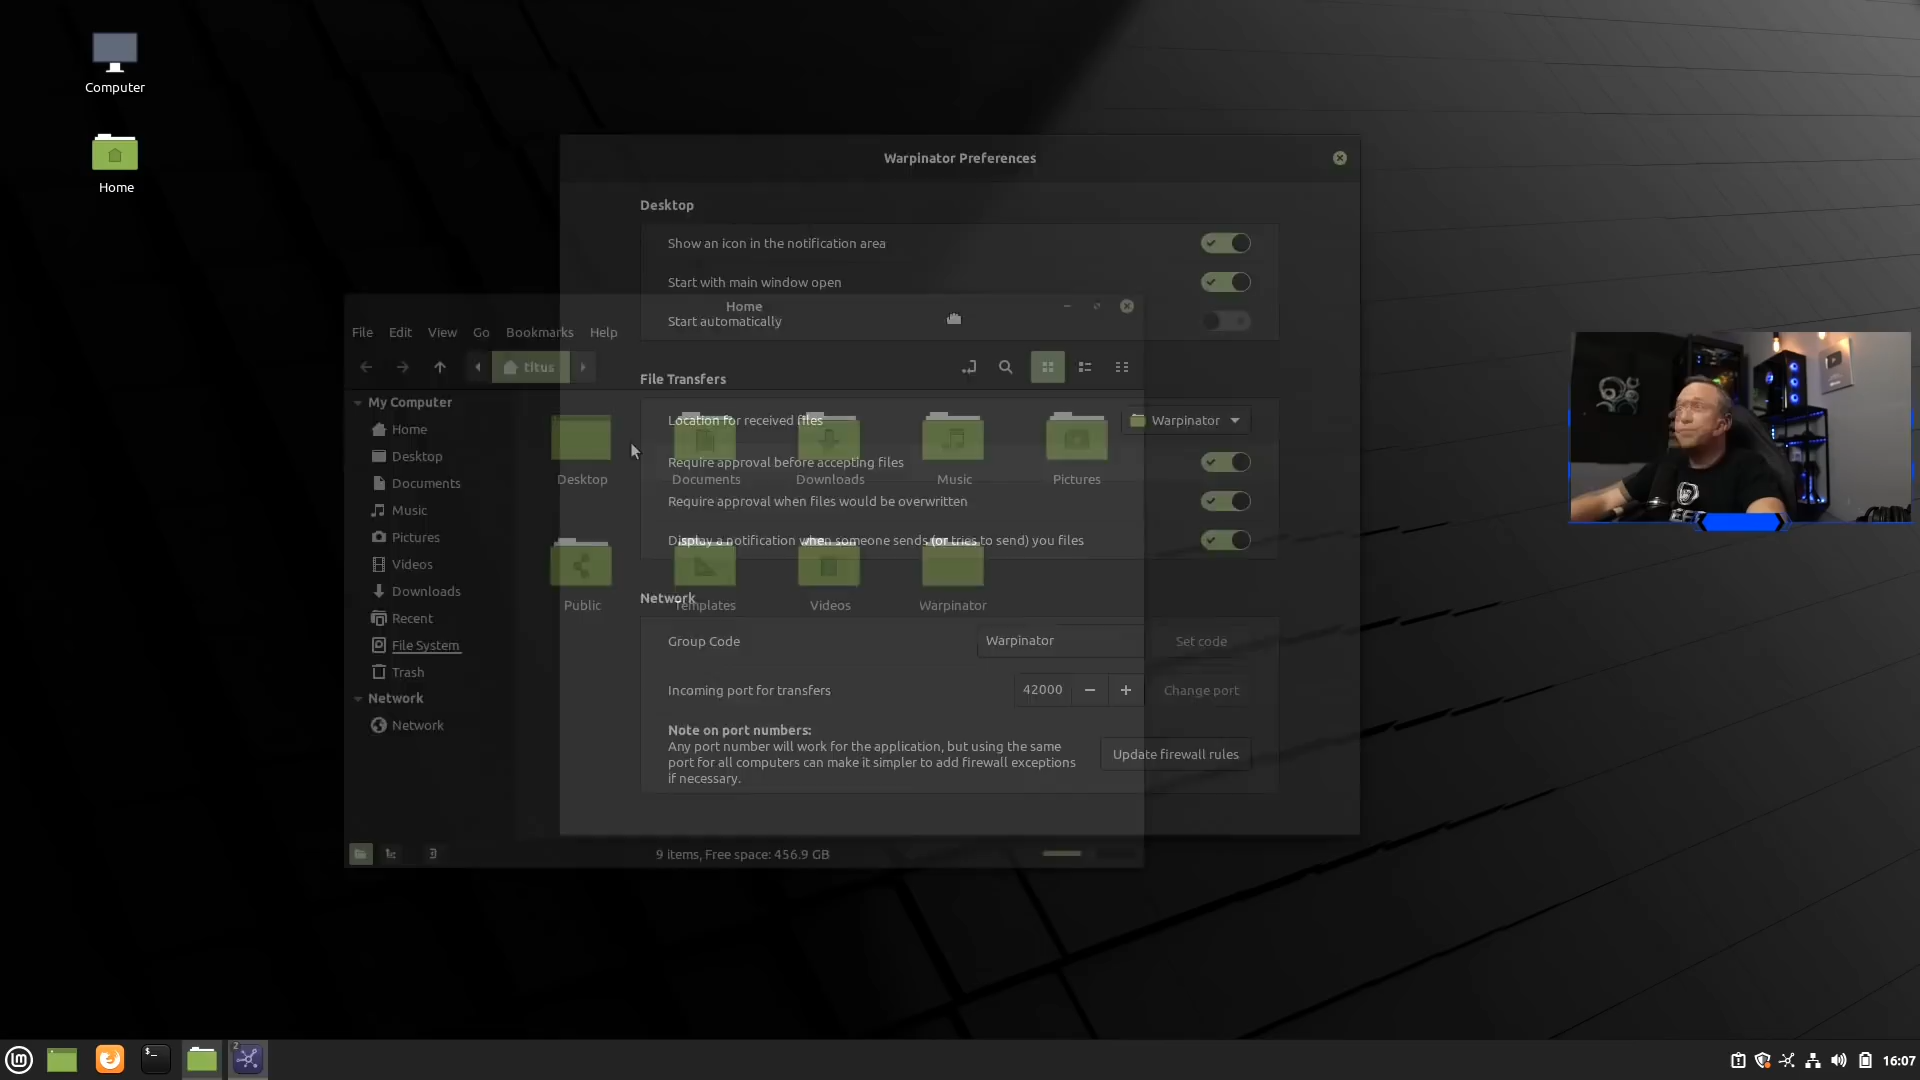 Computer
Home
Warpinator Preferences
Desktop
Show an icon in the notification area
Start with main window open
Start automatically
File Transfers
Location for received files
Warpinator
Require approval before accepting files
Require approval when files would be overwritten
Display a notification when someone sends (or tries to send) you files
Network
Group Code
Warpinator
Set code
Incoming port for transfers
42000
Change port
Note on port numbers:
Any port number will work for the application, but using the same
port for all computers can make it simpler to add firewall exceptions
if necessary.
Update firewall rules
Home
File Edit View Go Bookmarks Help
titus
My Computer
Home
Desktop
Documents
Music
Pictures
Videos
Downloads
Recent
File System
Trash
Network
Network
Desktop
Documents
Downloads
Music
Pictures
Public
Templates
Videos
Warpinator
9 items, Free space: 456.9 GB
2
16:07